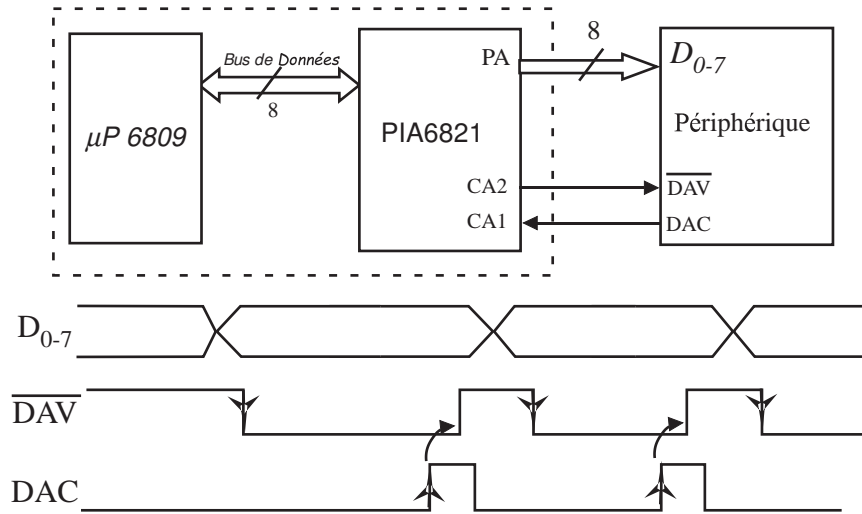 8
PA
D0-7
Bus de Données
8
µP 6809
PIA6821
Périphérique
CA2
DAV
CA1
DAC
D0-7
DAV
DAC